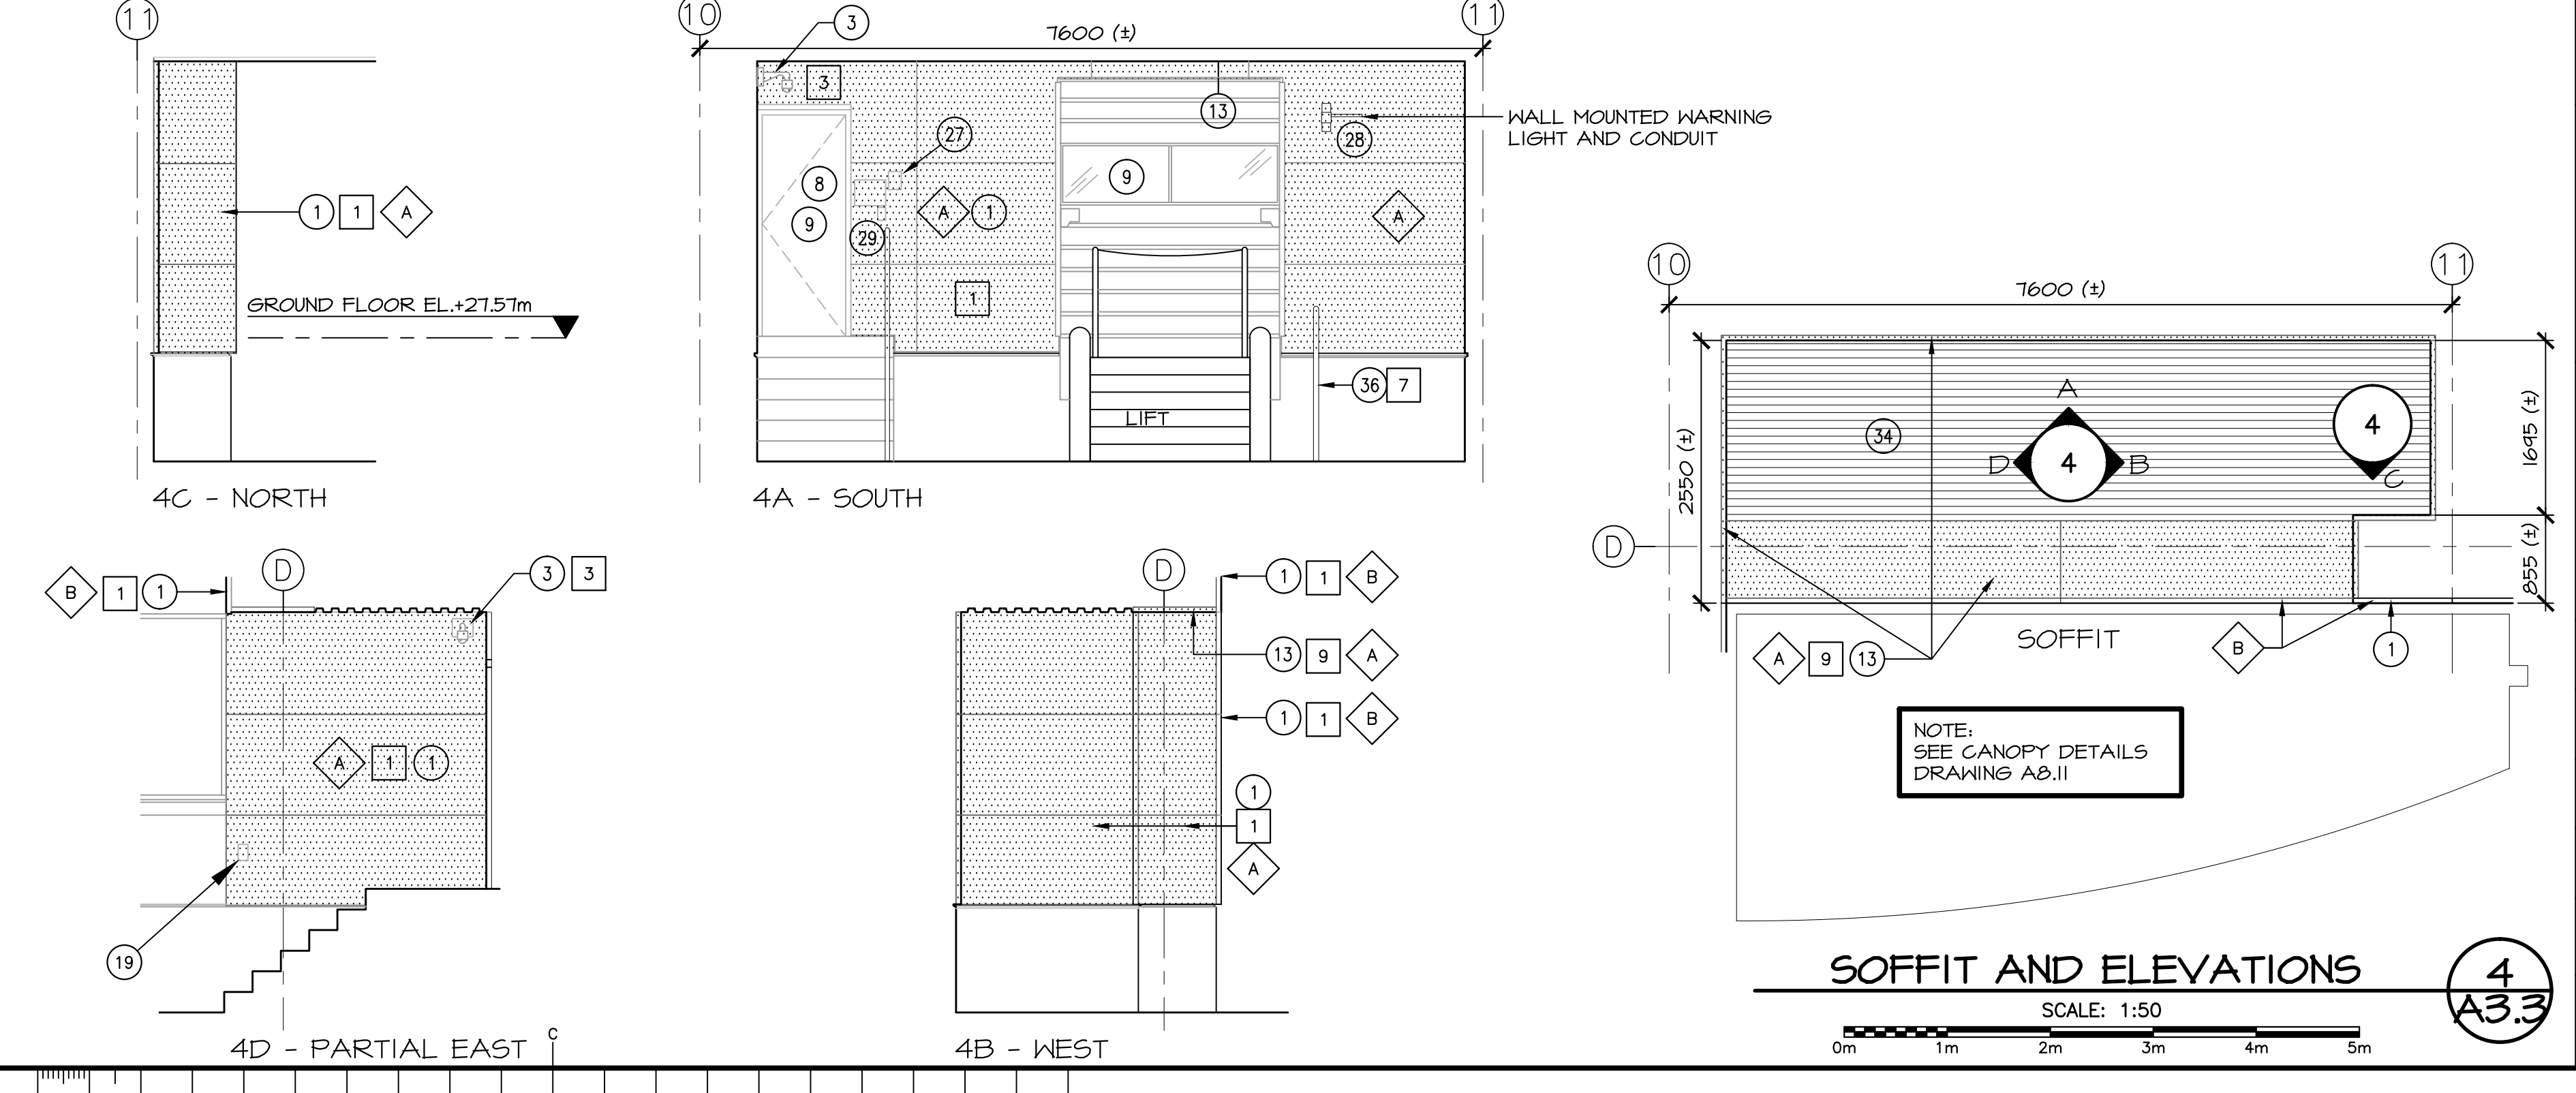 11
1 1 A
GROUND FLOOR EL.+27.57m
4C - NORTH
10
11
7600 (±)
3
3
13
27
28
WALL MOUNTED WARNING
LIGHT AND CONDUIT
8
9
9
29
A 1
A
1
36 7
LIFT
4A - SOUTH
10
11
7600 (±)
2550 (±)
1695 (±)
855 (±)
34
A
D 4 B
4
C
D
SOFFIT
A 9 13
B
1
NOTE:
SEE CANOPY DETAILS
DRAWING A8.11
B 1 1
D
3 3
A 1 1
19
4D - PARTIAL EAST
C
D
1 1 B
13 9 A
1 1 B
1
1
A
4B - WEST
SOFFIT AND ELEVATIONS
4
A3.3
SCALE: 1:50
0m 1m 2m 3m 4m 5m